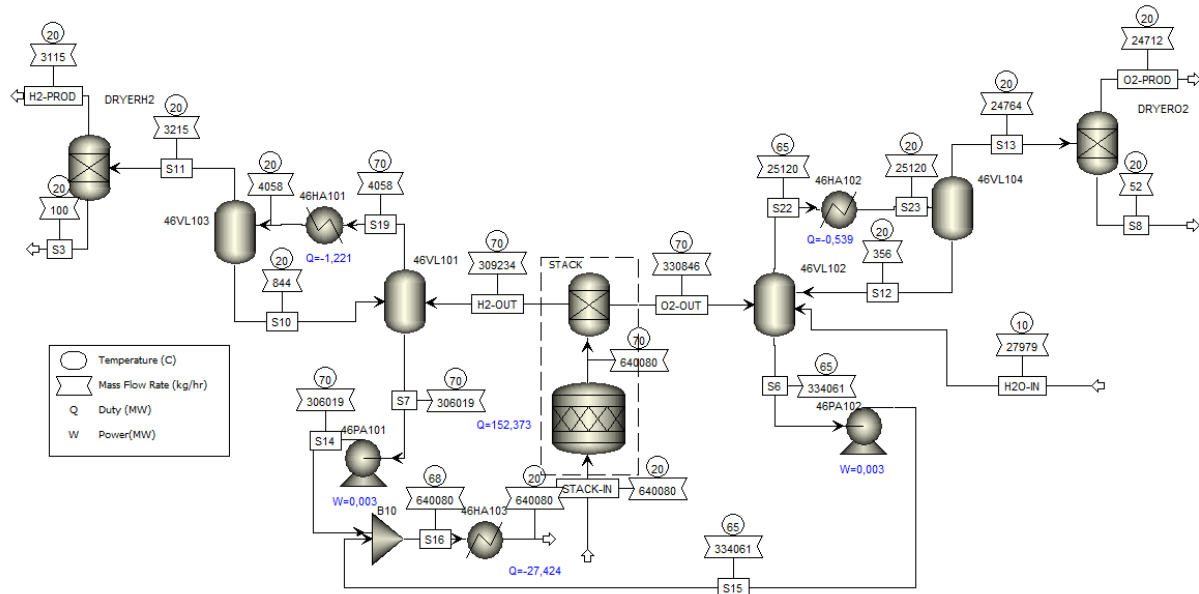 20
3115
H2-PROD
DRYERH2
20
3215
S11
20
100
S3
46VL103
20
4058
46HA101
Q=-1,221
70
4058
S19
20
844
S10
46VL101
70
309234
H2-OUT
STACK
70
330846
O2-OUT
70
640080
Q=152,373
20
640080
STACK-IN
65
25120
S22
46HA102
Q=-0,539
20
25120
S23
46VL104
20
24764
S13
20
24712
O2-PROD
DRYERO2
20
52
S8
20
356
S12
46VL102
10
27979
H2O-IN
65
334061
S6
46PA102
W=0,003
70
306019
S7
70
306019
S14
46PA101
W=0,003
B10
68
640080
S16
46HA103
Q=-27,424
20
640080
65
334061
S15
Temperature (C)
Mass Flow Rate (kg/hr)
Q Duty (MW)
W Power(MW)